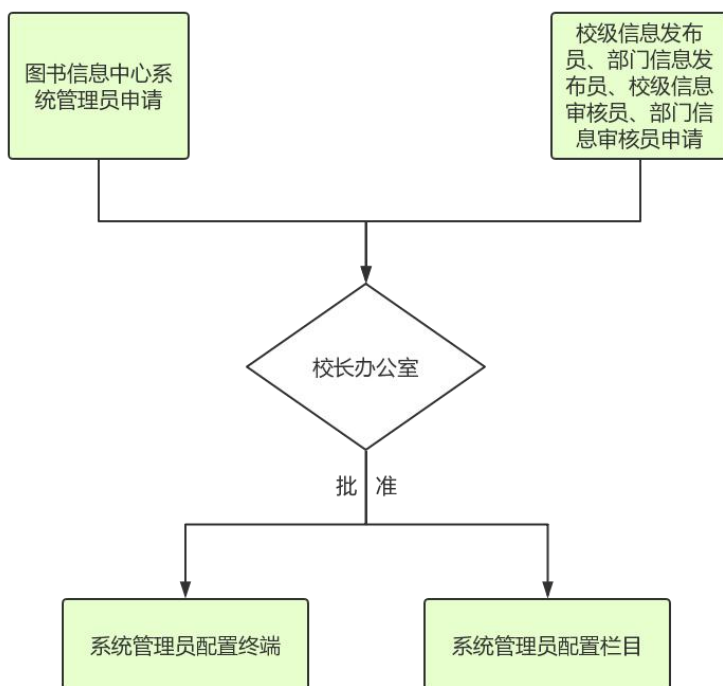 图书信息中心系
统管理员申请
校级信息发布
员、部门信息发
布员、校级信息
审核员、部门信
息审核员申请
校长办公室
批 准
系统管理员配置终端
系统管理员配置栏目